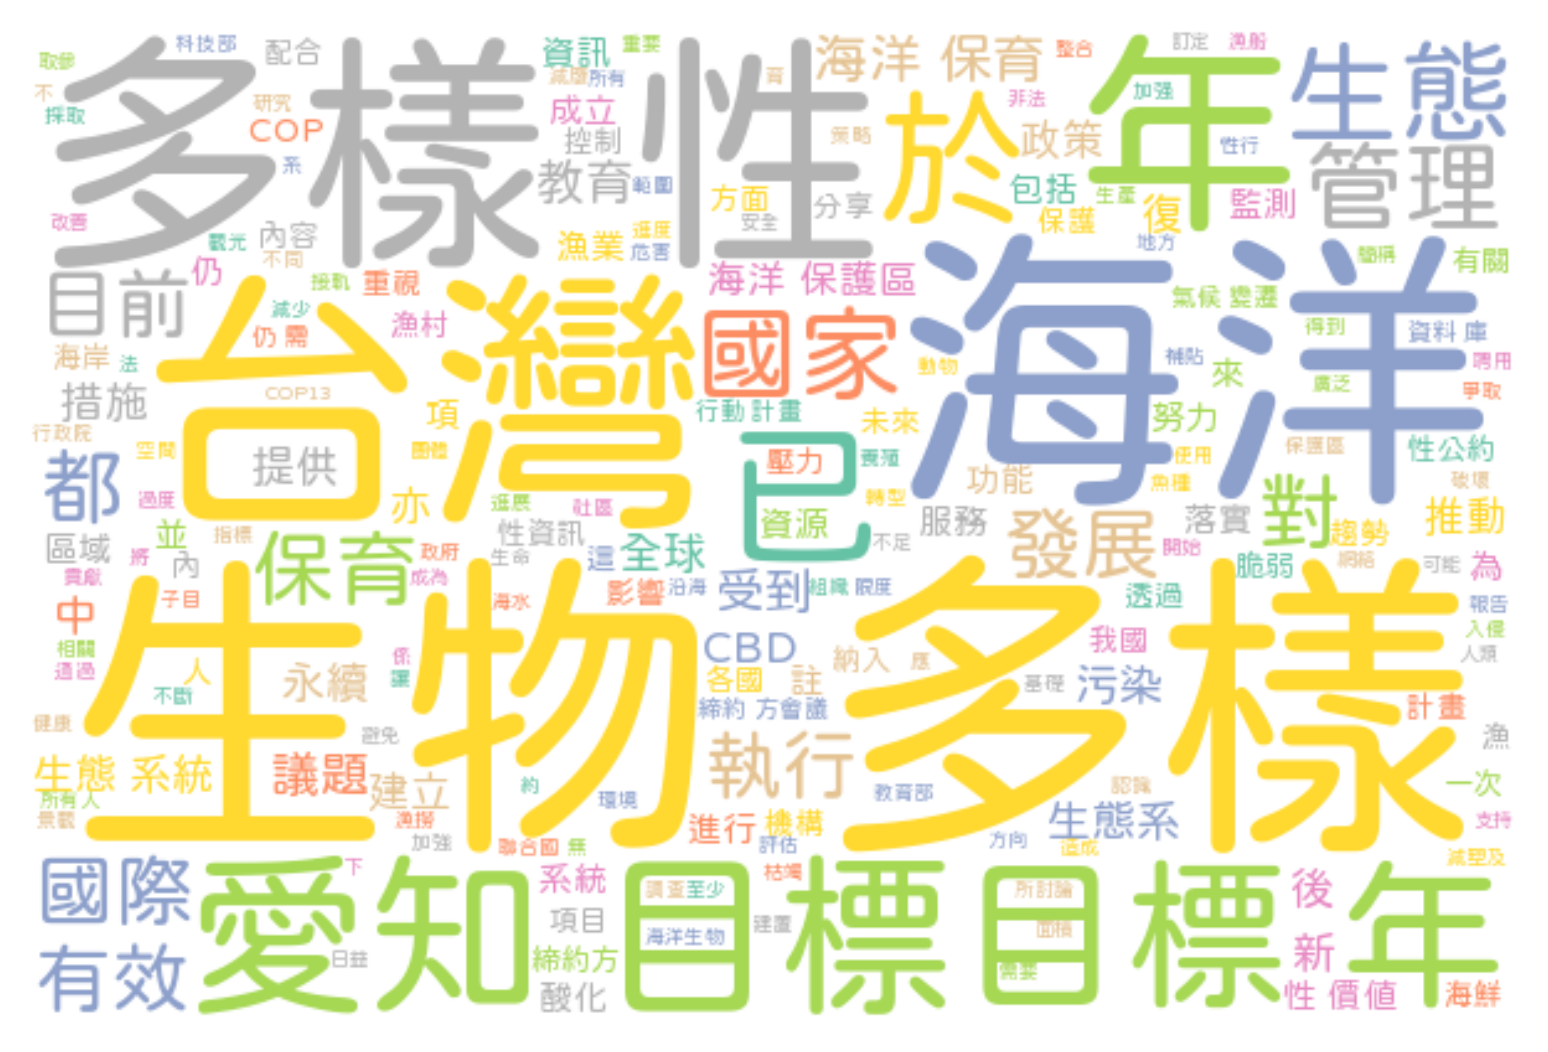 科技部
配合
資訊
重要
海洋 保育
整合
訂定
漁船
取參
多樣性
年
生態
不
研究
減塑
所有
育
非法
加強
採取
COP
成立
控制
策略
於
政策
性行
管理
系
教育
範圍
方面
分享
包括
生產
復
監測
改善
觀光
內容
不同
漁業
進度
危害
安全
保護
地方
簡稱
有關
目前
仍
接軌
重視
海洋 保護區
海洋
氣候 變遷
減少
仍 需
漁村
台灣
國家
得到
資料 庫
海岸
法
動物
補貼
來
廣泛
聘用
爭取
措施
COP13
項
行動 計畫
未來
努力
行政院
空間
團體
已
壓力
養殖
使用
保護區
性公約
都
提供
功能
魚種
破壞
過度
亦
進展
社區
資源
轉型
對
推動
並
指標
性資訊
服務
發展
落實
趨勢
區域
將
內
保育
政府
生命
這
全球
不足
開始
脆弱
網絡
可能
為
貢獻
成為
影響
沿海
受到
組織
限度
透過
中
子目
海水
報告
相關
生物多樣
入侵
通過
人
係
CBD
我國
人類
不斷
永續
讓
各國
註
納入
應
基礎
污染
健康
避免
締約 方會議
計畫
漁
生態 系統
議題
建立
約
執行
環境
教育部
認識
一次
所有 人
景觀
漁撈
進行
機構
生態系
支持
加強
聯合國
無
評估
方向
造成
減塑及
國際
愛知目標
下
系統
枯竭
調查
至少
目標年
所討論
後
項目
海洋生物
建置
面積
有效
日益
締約方
需要
新
酸化
性 價值
海鮮